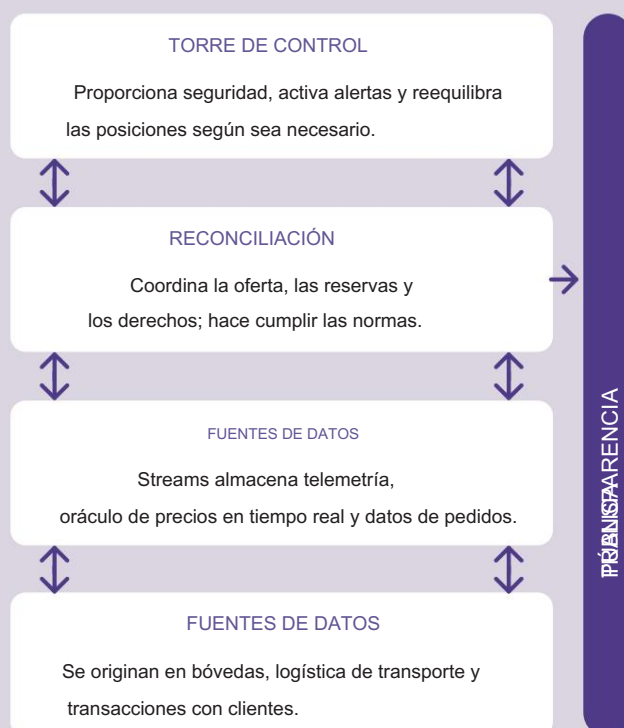 TORRE DE CONTROL
Proporciona seguridad, activa alertas y reequilibra
las posiciones según sea necesario.
RECONCILIACIÓN
Coordina la oferta, las reservas y
los derechos; hace cumplir las normas.
FUENTES DE DATOS
Streams almacena telemetría,
oráculo de precios en tiempo real y datos de pedidos.
FUENTES DE DATOS
Se originan en bóvedas, logística de transporte y
transacciones con clientes.